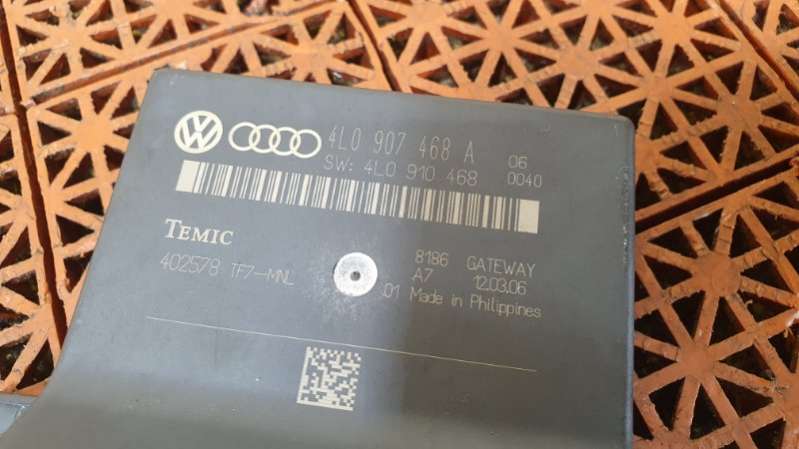 4L0 907 468 A 06
SW: 4L0 910 468 0040
TEMIC
8186 GATEWAY
402578 TF7-MNL A7 12.03.06
01 Made in Philippines